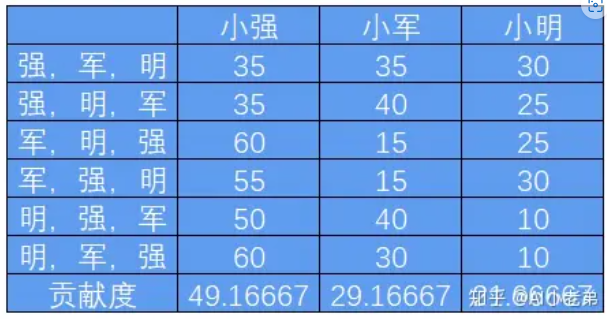 小强 小军 小明
强，军，明 35 35 30
强，明，军 35 40 25
军，明，强 60 15 25
军，强，明 55 15 30
明，强，军 50 40 10
明，军，强 60 30 10
贡献度 49.16667 29.16667
知乎 @AI小老弟